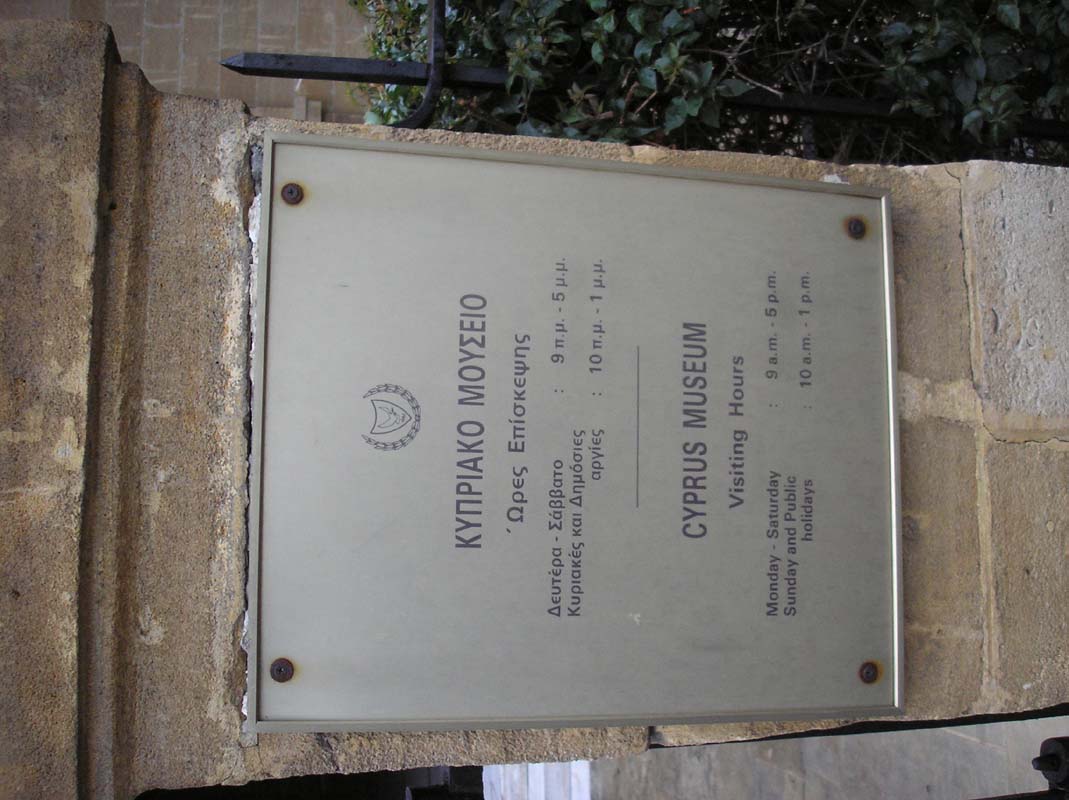 ΚΥΠΡΙΑΚΟ ΜΟΥΣΕΙΟ
΄Ωρες Επίσκεψης
Δευτέρα - Σάββατο : 9 π.μ. - 5 μ.μ.
Κυριακές και Δημόσιες
αργίες : 10 π.μ. - 1 μ.μ.
CYPRUS MUSEUM
Visiting Hours
Monday - Saturday : 9 a.m. - 5 p.m.
Sunday and Public
holidays : 10 a.m. - 1 p.m.